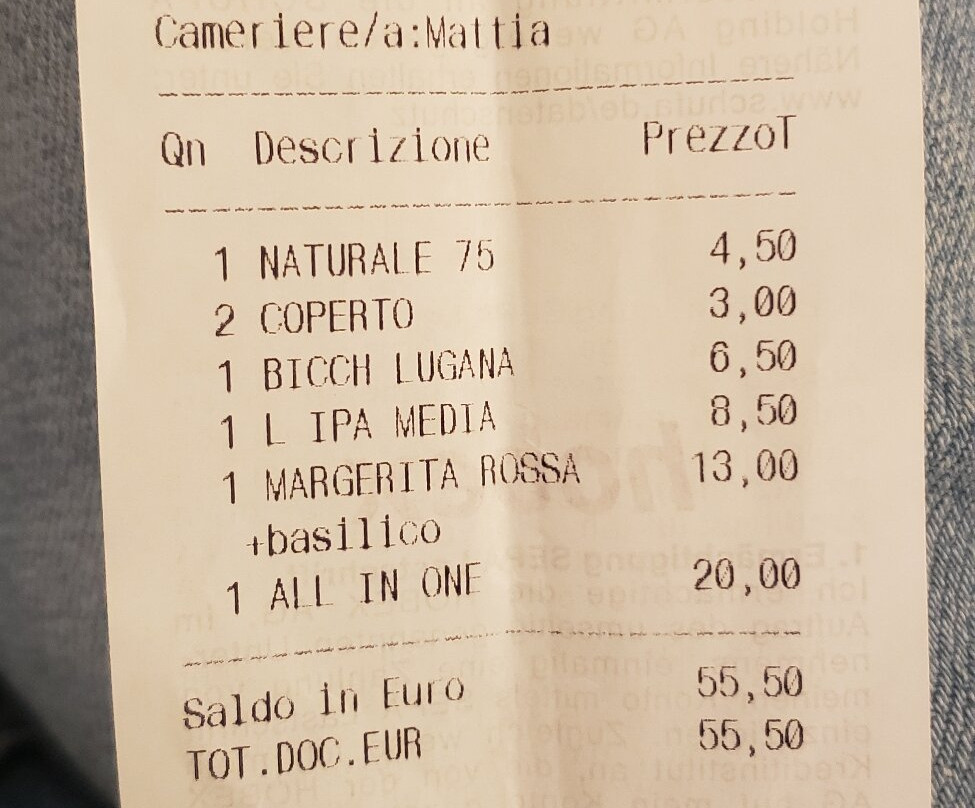 Cameriere/a:Mattia
Qn Descrizione PrezzoT
1 NATURALE 75 4,50
2 COPERTO 3,00
1 BICCH LUGANA 6,50
1 L IPA MEDIA 8,50
1 MARGERITA ROSSA 13,00
+basilico
1 ALL IN ONE 20,00
Saldo in Euro 55,50
TOT.DOC.EUR 55,50